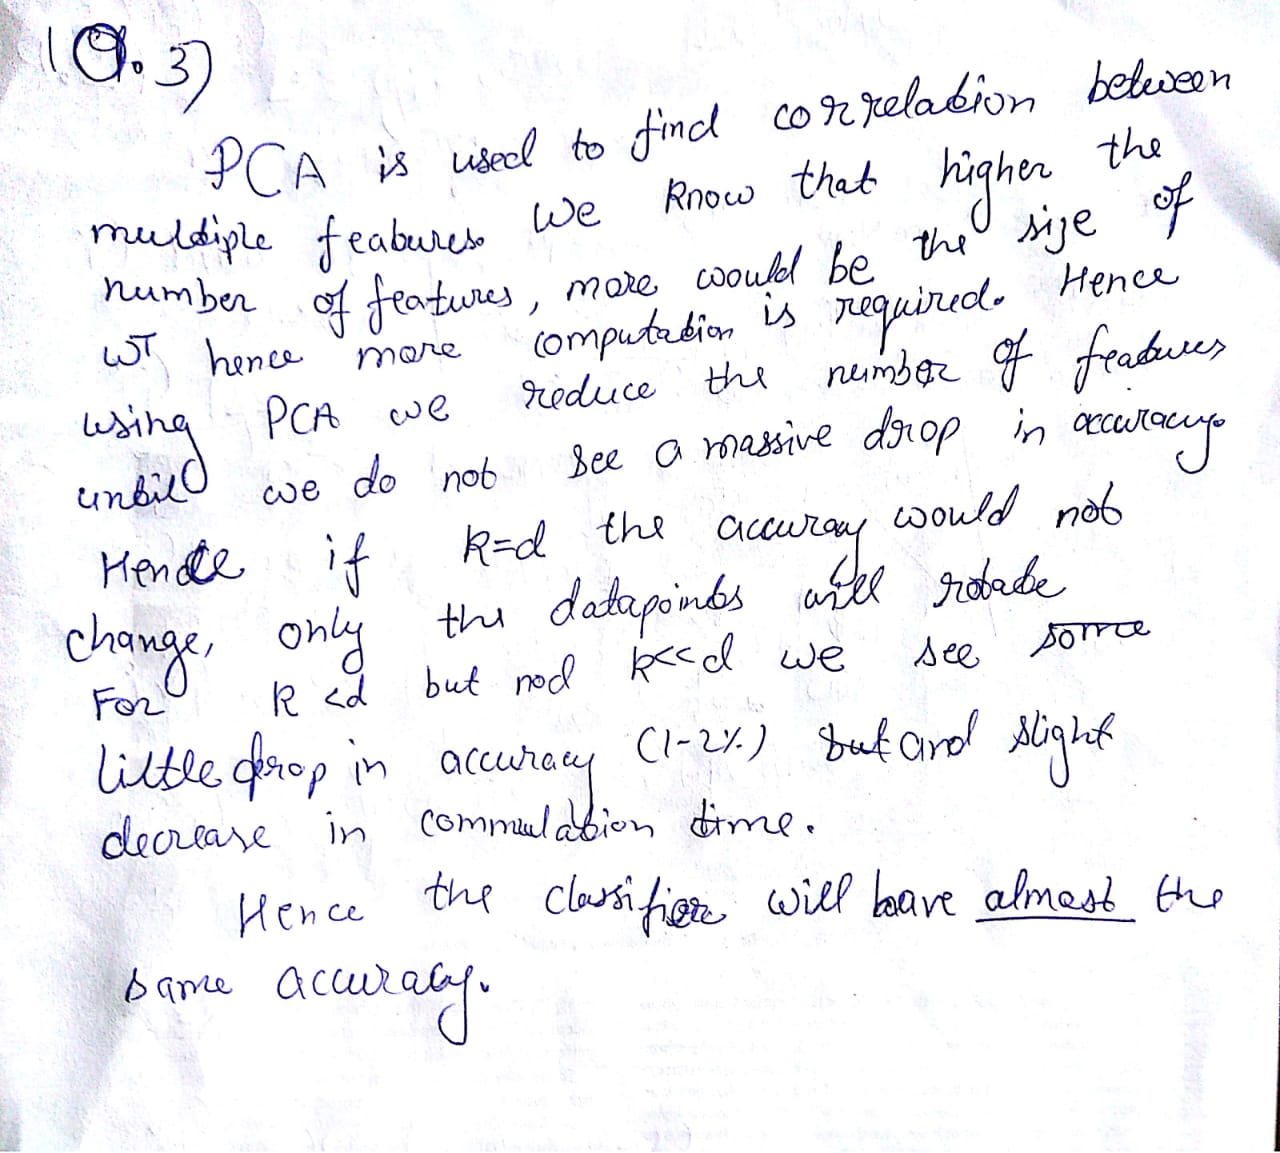 Q.3)
PCA is used to find correlation between
multiple features. We know that higher the
number of features, more would be the size of
WT hence more computation is required. Hence
using PCA we reduce the number of features
until we do not see a massive drop in accuracy.
Hence if k=d the accuray would not
change, only the datapoints will rotate
For k <d but nod k<<d we see some
little drop in accuracy (1-2%) but and slight
decrease in time.
Hence the classifier will have almost the
same accuracy.